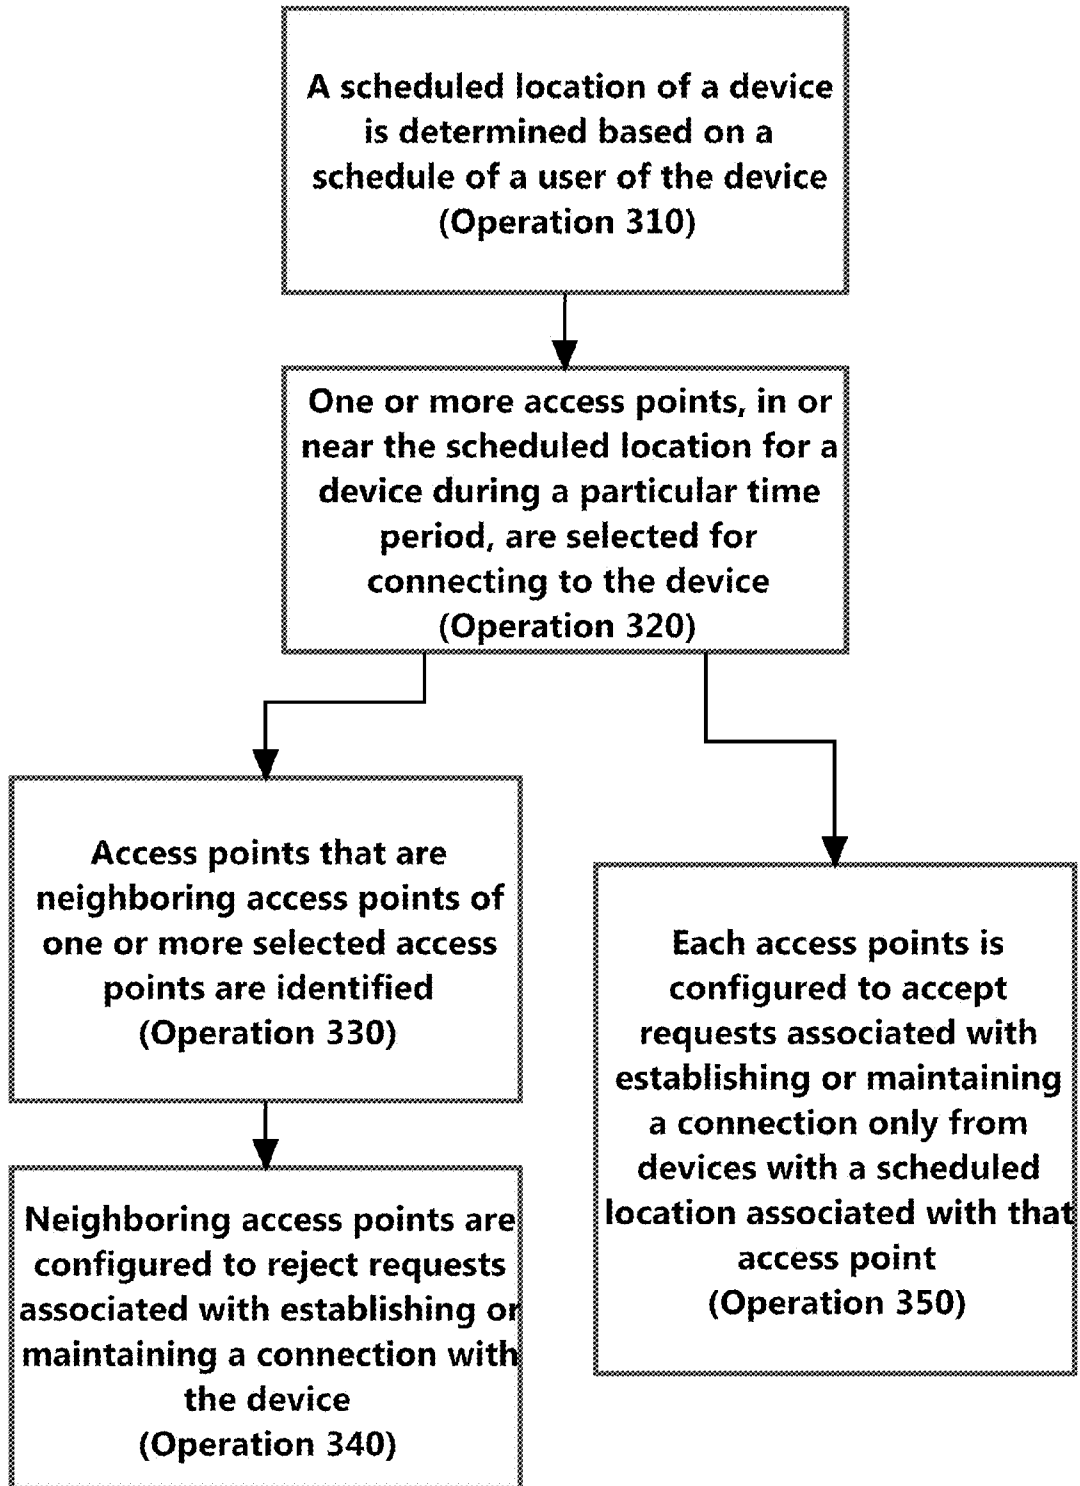 A scheduled location of a device
is determined based on a
schedule of a user of the device
(Operation 310)
One or more access points, in or
near the scheduled location for a
device during a particular time
period, are selected for
connecting to the device
(Operation 320)
Access points that are
neighboring access points of
one or more selected access
points are identified
(Operation 330)
Each access points is
configured to accept
requests associated with
establishing or maintaining
a connection only from
devices with a scheduled
location associated with that
access point
(Operation 350)
Neighboring access points are
configured to reject requests
associated with establishing or
maintaining a connection with
the device
(Operation 340)